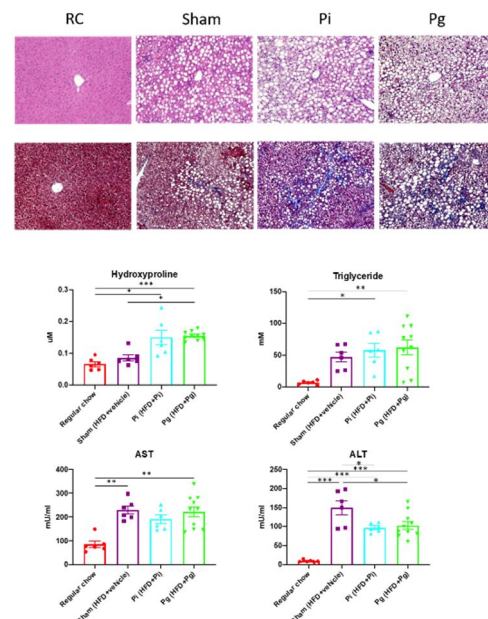 RC Sham Pi Pg
Hydroxyproline
***
*
*
uM
0.3
0.2
0.1
0.0
Regular chow
Sham (HFD+vehicle)
Pi (HFD+Pi)
Pg (HFD+Pg)
Triglyceride
**
*
mM
150
100
50
0
Regular chow
Sham (HFD+vehicle)
Pi (HFD+Pi)
Pg (HFD+Pg)
AST
**
**
mU/ml
400
300
200
100
0
Regular chow
Sham (HFD+vehicle)
Pi (HFD+Pi)
Pg (HFD+Pg)
ALT
*
***
***
*** *
mU/ml
250
200
150
100
50
0
Regular chow
Sham (HFD+vehicle)
Pi (HFD+Pi)
Pg (HFD+Pg)